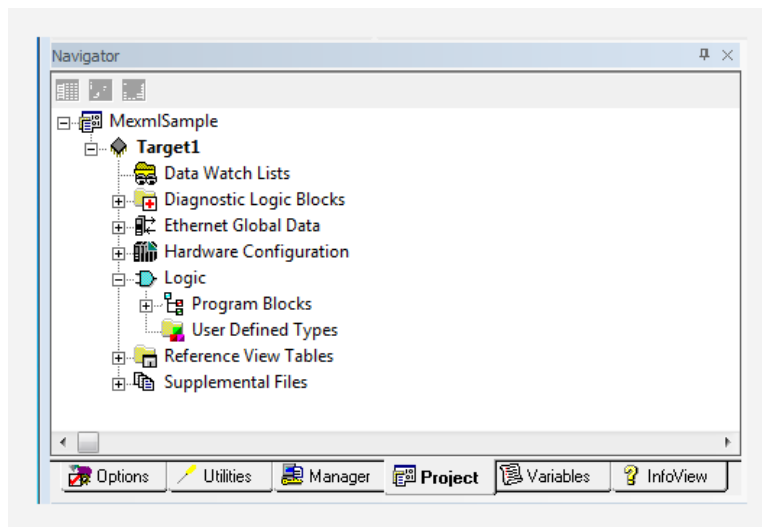 Navigator
MexmlSample
Target1
Data Watch Lists
Diagnostic Logic Blocks
Ethernet Global Data
Hardware Configuration
Logic
Program Blocks
User Defined Types
Reference View Tables
Supplemental Files
Options Utilities Manager Project Variables InfoView